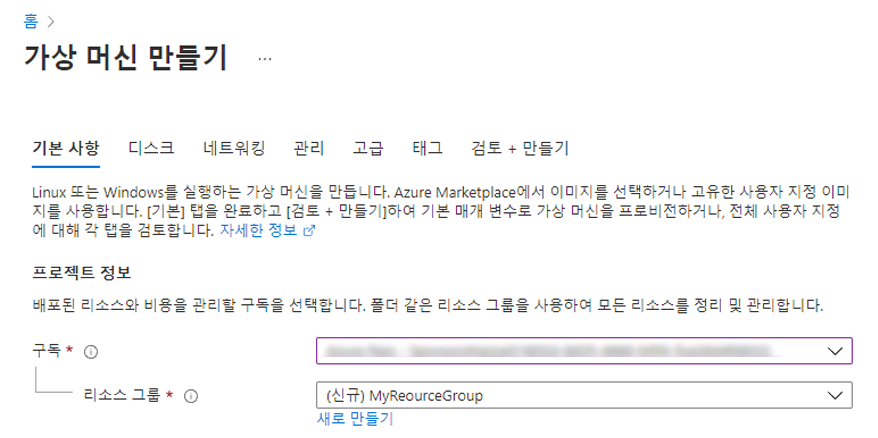 홈 >
가상 머신 만들기 ...
기본 사항 디스크 네트워킹 관리 고급 태그 검토 + 만들기
Linux 또는 Windows를 실행하는 가상 머신을 만듭니다. Azure Marketplace에서 이미지를 선택하거나 고유한 사용자 지정 이미
지를 사용합니다. [기본] 탭을 완료하고 [검토 + 만들기]하여 기본 매개 변수로 가상 머신을 프로비전하거나, 전체 사용자 지정
에 대해 각 탭을 검토합니다. 자세한 정보
프로젝트 정보
배포된 리소스와 비용을 관리할 구독을 선택합니다. 폴더 같은 리소스 그룹을 사용하여 모든 리소스를 정리 및 관리합니다.
구독 *
리소스 그룹 * (신규) MyReourceGroup
새로 만들기